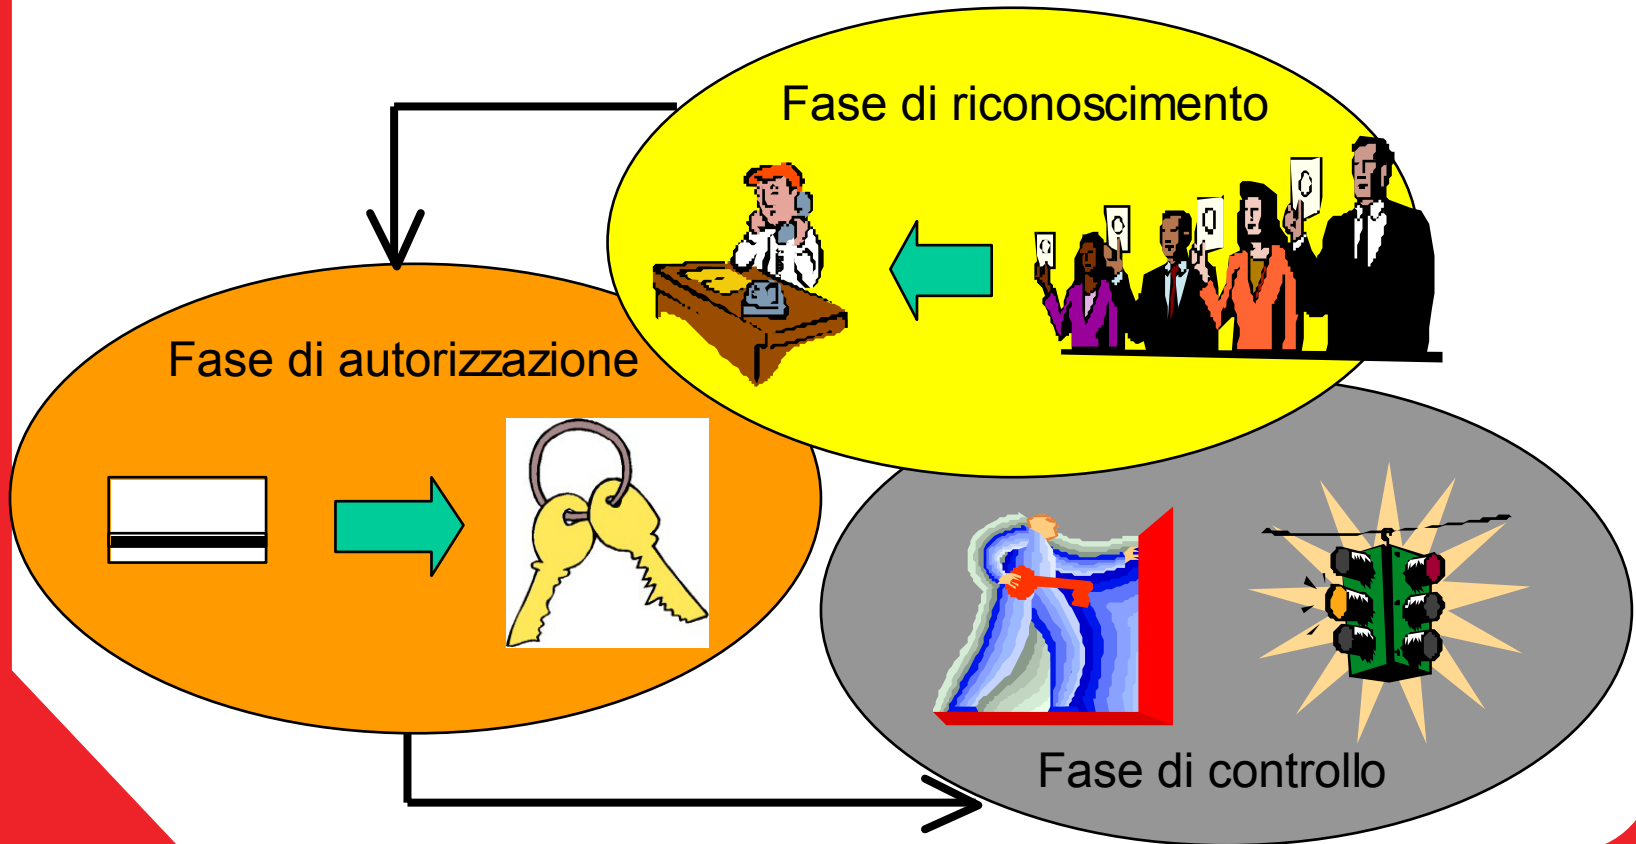 Fase di riconoscimento
Fase di autorizzazione
Fase di controllo